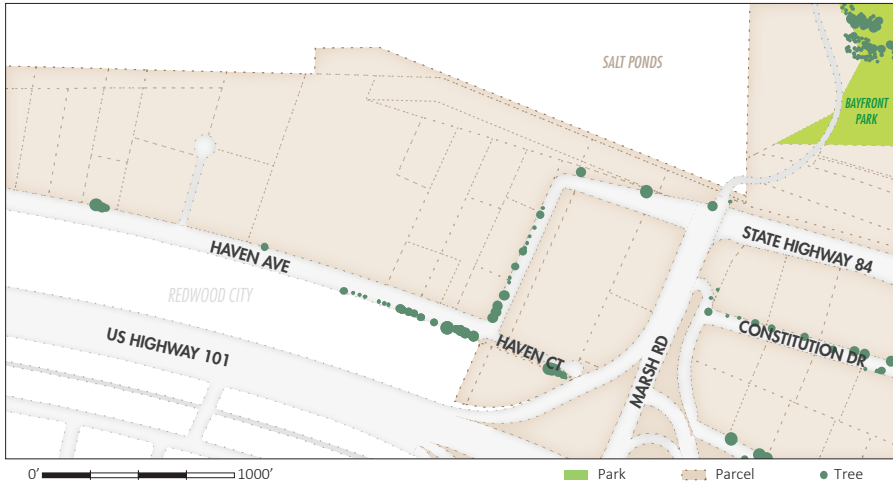 SALT PONDS
BAYFRONT
PARK
HAVEN AVE
STATE HIGHWAY 84
REDWOOD CITY
US HIGHWAY 101
HAVEN CT
MARSH RD
CONSTITUTION DR
0' 1000' Park Parcel Tree